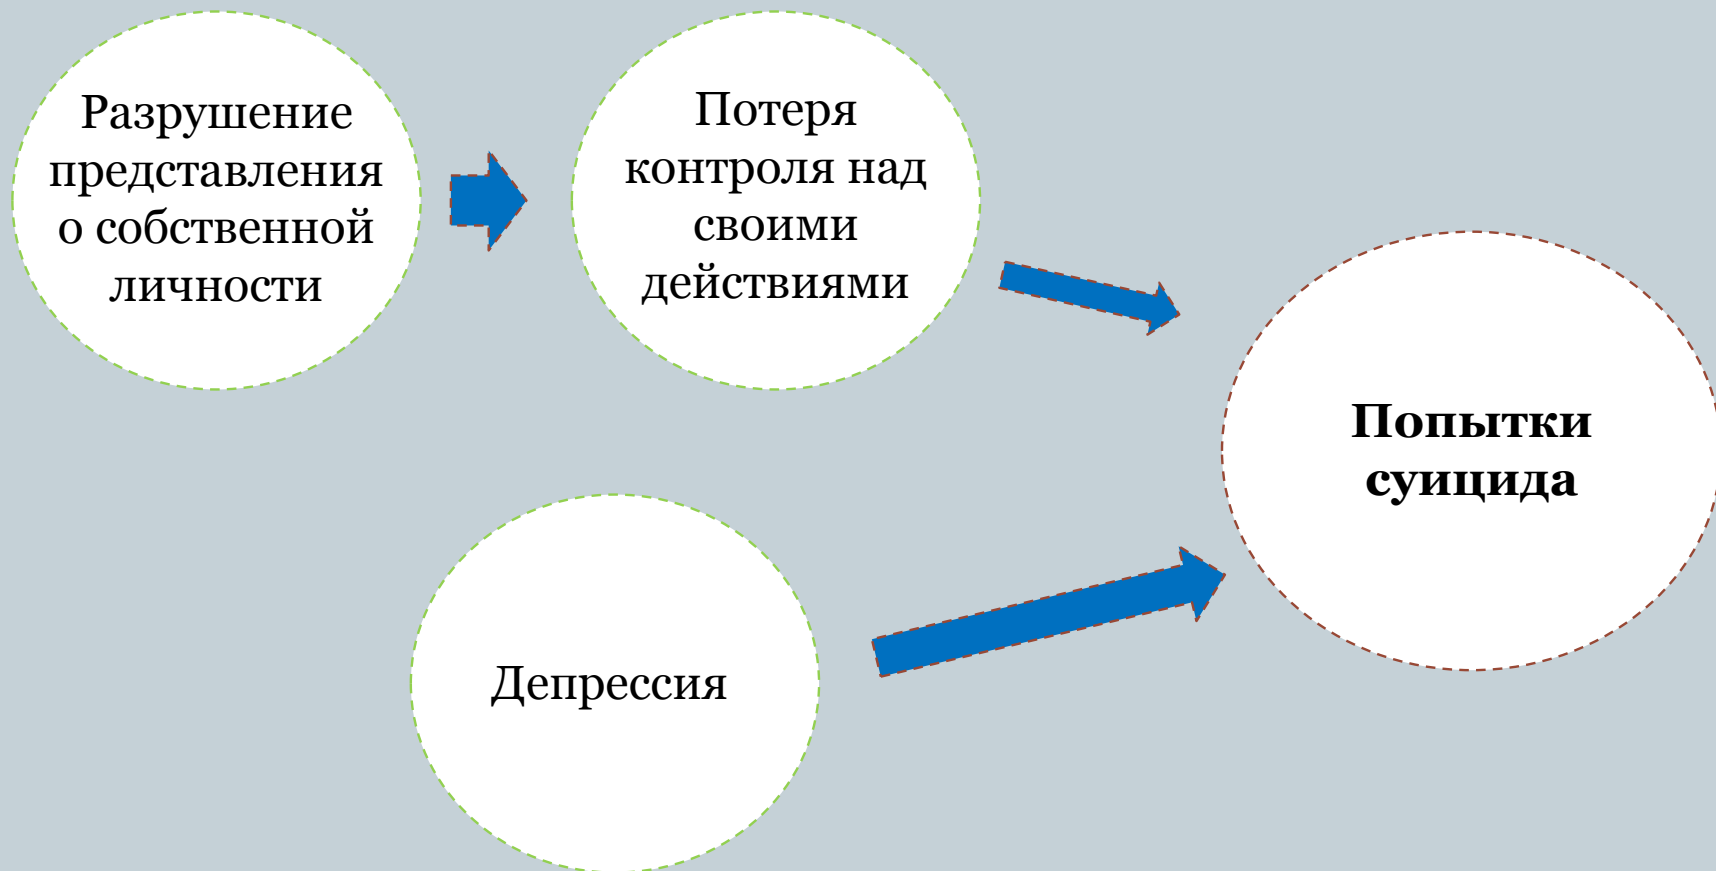 Разрушение
представления
о собственной
личности
Потеря
контроля над
своими
действиями
Попытки
суицида
Депрессия